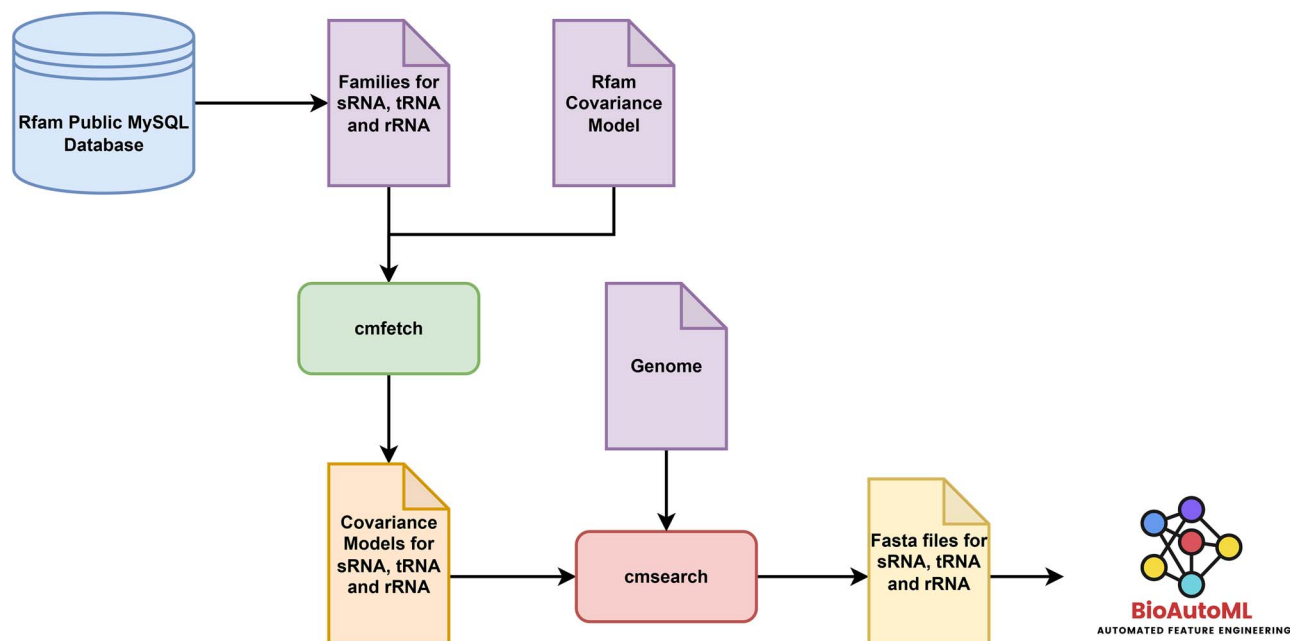 Rfam Public MySQL
Database
Families for
sRNA, tRNA
and rRNA
Rfam
Covariance
Model
cmfetch
Genome
Covariance
Models for
sRNA, tRNA
and rRNA
cmsearch
Fasta files for
sRNA, tRNA
and rRNA
BioAutoML
AUTOMATED FEATURE ENGINEERING